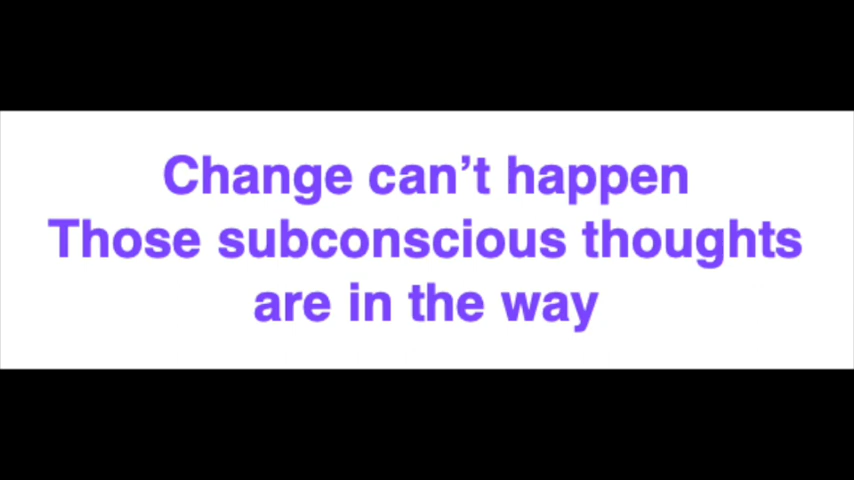 Change can’t happen
Those subconscious thoughts
are in the way